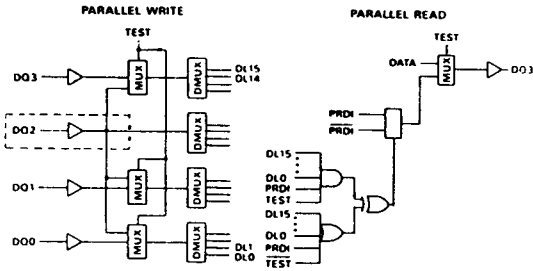 PARALLEL WRITE
TEST
DQ3
MUX
DMUX
DL15
DL14
DQ2
DMUX
DQ1
MUX
DMUX
DQ0
MUX
DMUX
DL1
DL0
PARALLEL READ
TEST
DATA
MUX
DQ3
PRDI
PRDI
DL15
DL0
PRDI
TEST
DL15
DL0
PRDI
TEST